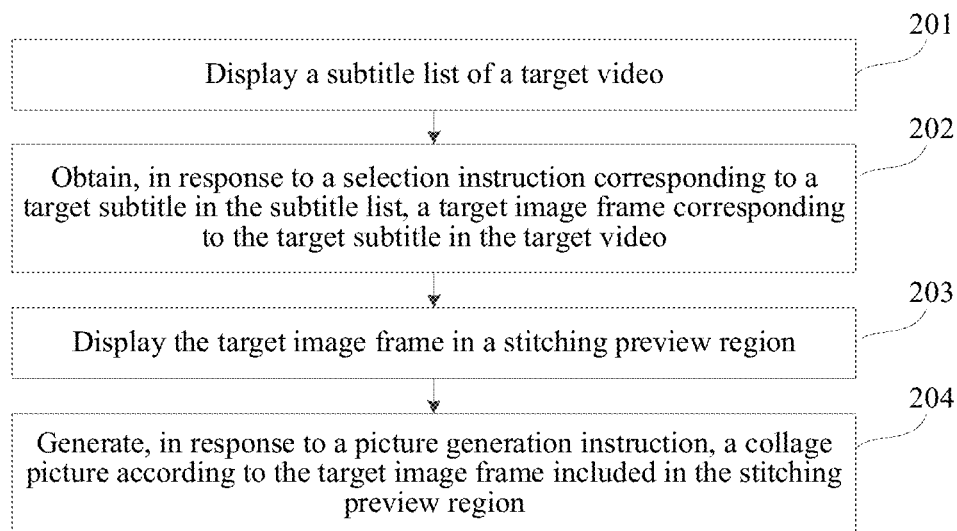 201
Display a subtitle list of a target video
202
Obtain, in response to a selection instruction corresponding to a
target subtitle in the subtitle list, a target image frame corresponding
to the target subtitle in the target video
203
Display the target image frame in a stitching preview region
204
Generate, in response to a picture generation instruction, a collage
picture according to the target image frame included in the stitching
preview region